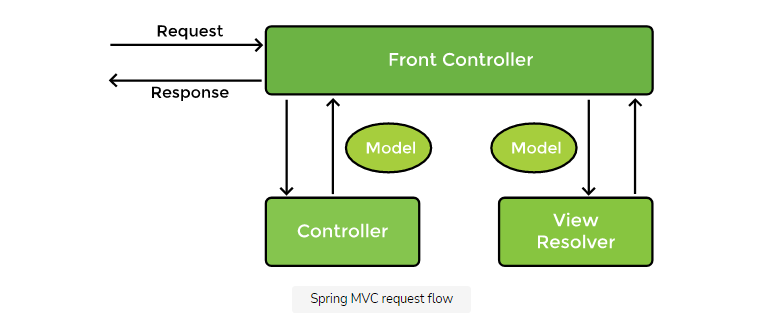 Request
Front Controller
Response
Model
Model
Controller
View
Resolver
Spring MVC request flow